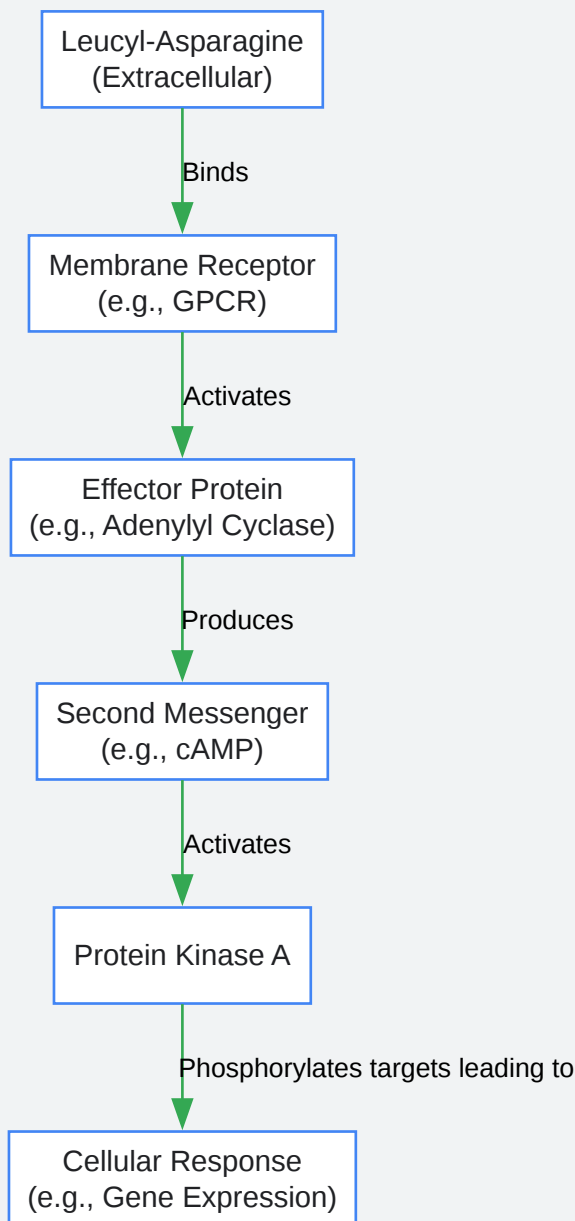 Leucyl-Asparagine
(Extracellular)
Binds
Membrane Receptor
(e.g., GPCR)
Activates
Effector Protein
(e.g., Adenylyl Cyclase)
Produces
Second Messenger
(e.g., cAMP)
Activates
Protein Kinase A
Phosphorylates targets leading to
Cellular Response
(e.g., Gene Expression)